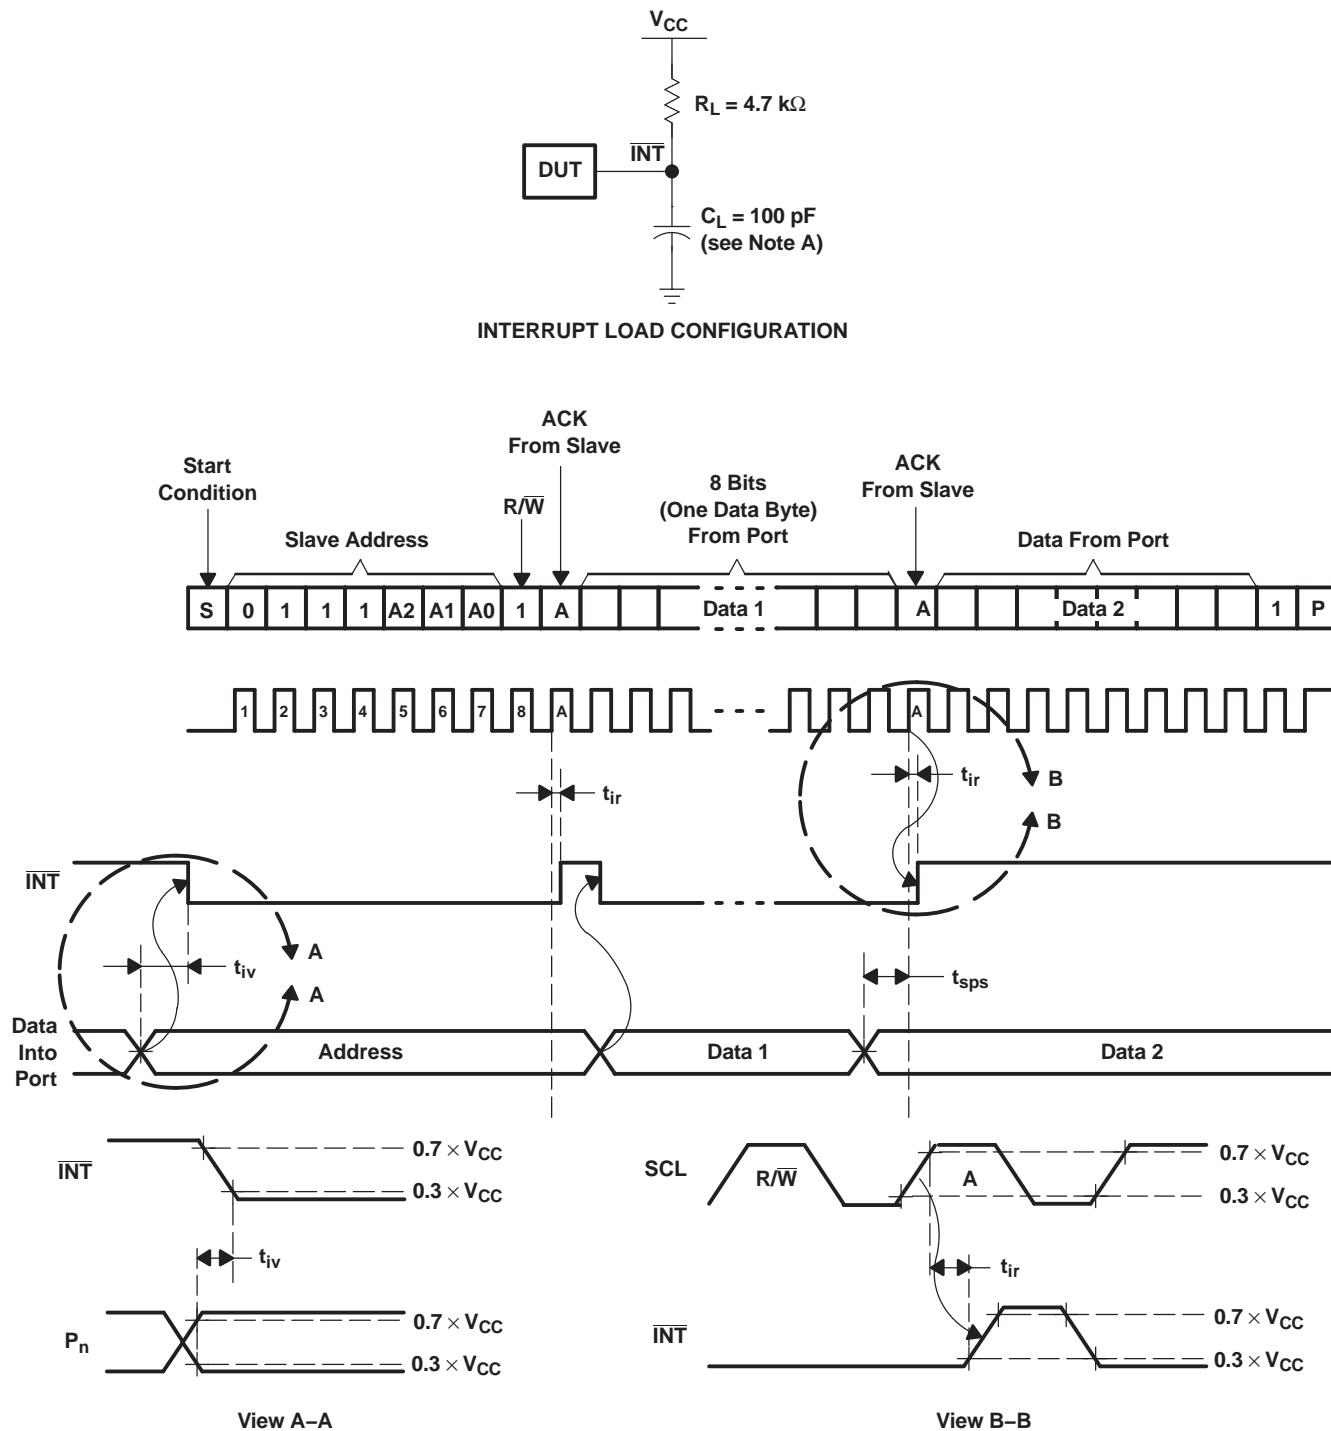 VCC
RL = 4.7 kΩ
INT
DUT
CL = 100 pF
(see Note A)
INTERRUPT LOAD CONFIGURATION
ACK
From Slave
Start
Condition
R/W
8 Bits
(One Data Byte)
From Port
ACK
From Slave
Slave Address
Data From Port
S 0 1 1 1 A2 A1 A0 1 A Data 1 A Data 2 1 P
1 2 3 4 5 6 7 8 A A
tir
tir
B
B
INT
A
A
tiv
tsps
Data
Into
Port
Address
Data 1
Data 2
INT
0.7 × VCC
0.3 × VCC
tiv
Pn
0.7 × VCC
0.3 × VCC
View A–A
SCL
R/W
A
0.7 × VCC
0.3 × VCC
tir
INT
0.7 × VCC
0.3 × VCC
View B–B